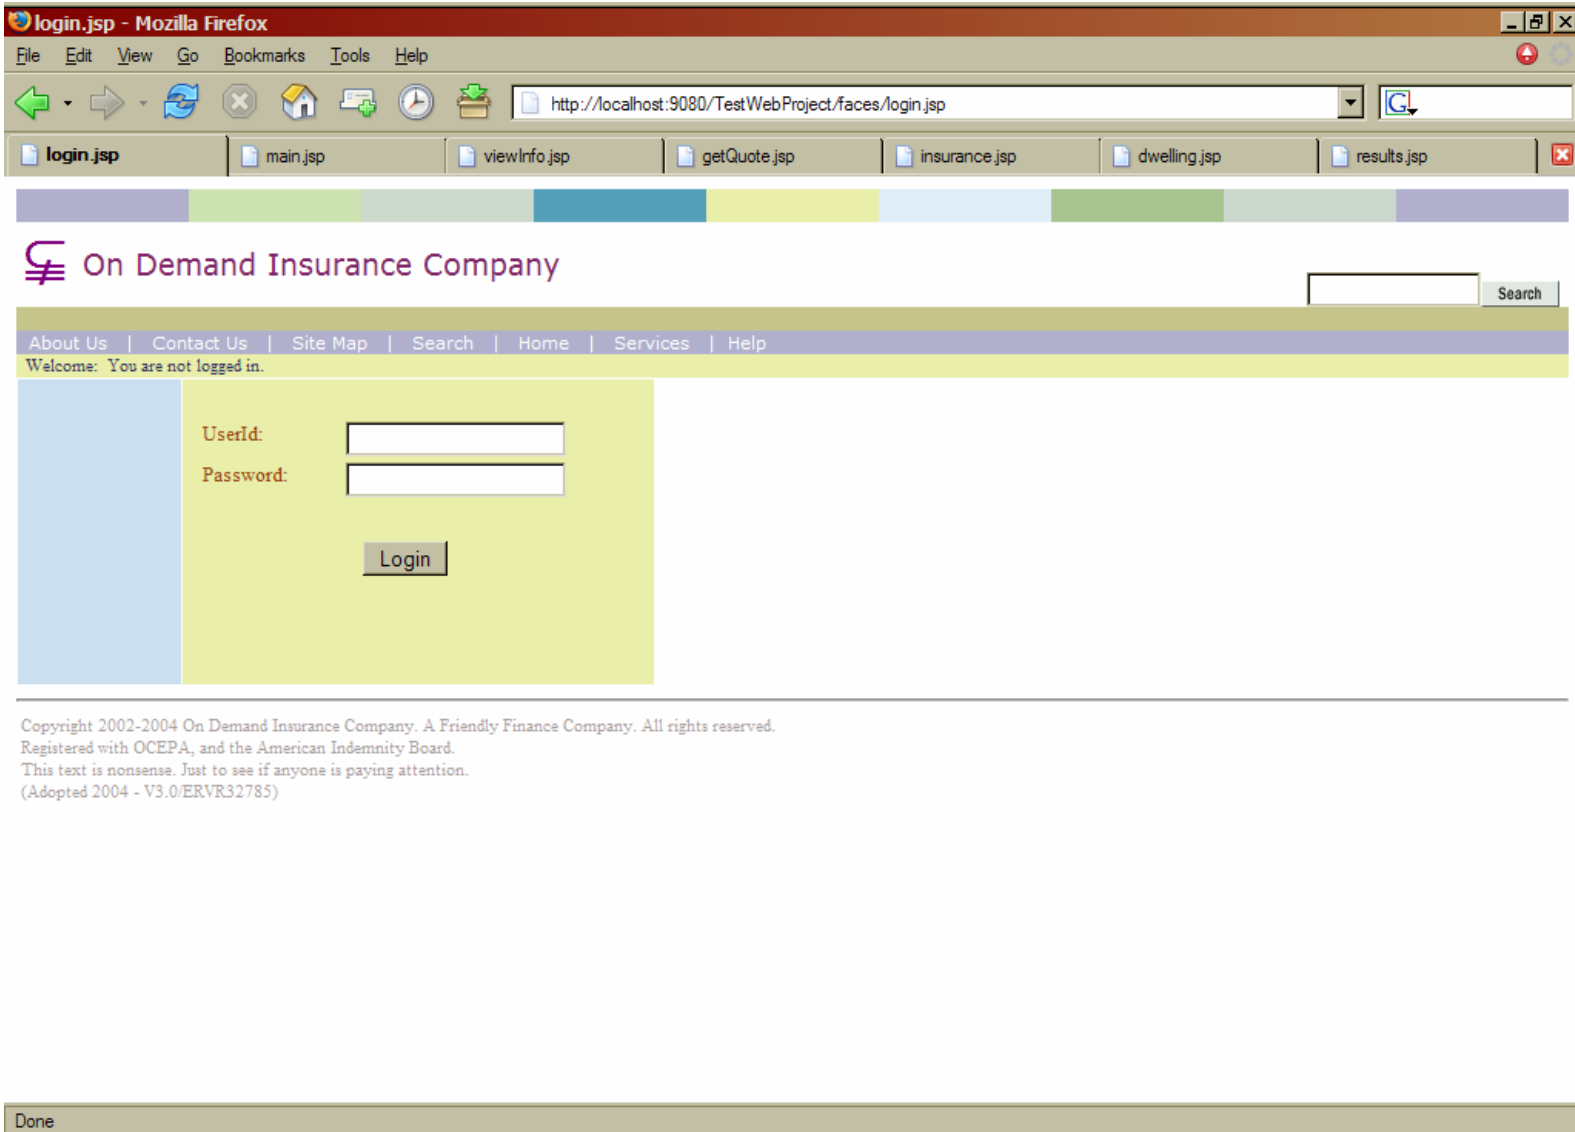 login.jsp - Mozilla Firefox
File Edit View Go Bookmarks Tools Help
http://localhost:9080/TestWebProject/faces/login.jsp G
login.jsp main.jsp viewInfo.jsp getQuote.jsp insurance.jsp dwelling.jsp results.jsp
On Demand Insurance Company
Search
About Us | Contact Us | Site Map | Search | Home | Services | Help
Welcome: You are not logged in.
UserId:
Password:
Login
Copyright 2002-2004 On Demand Insurance Company. A Friendly Finance Company. All rights reserved.
Registered with OCEPA, and the American Indemnity Board.
This text is nonsense. Just to see if anyone is paying attention.
(Adopted 2004 - V3.0/ERVR32785)
Done